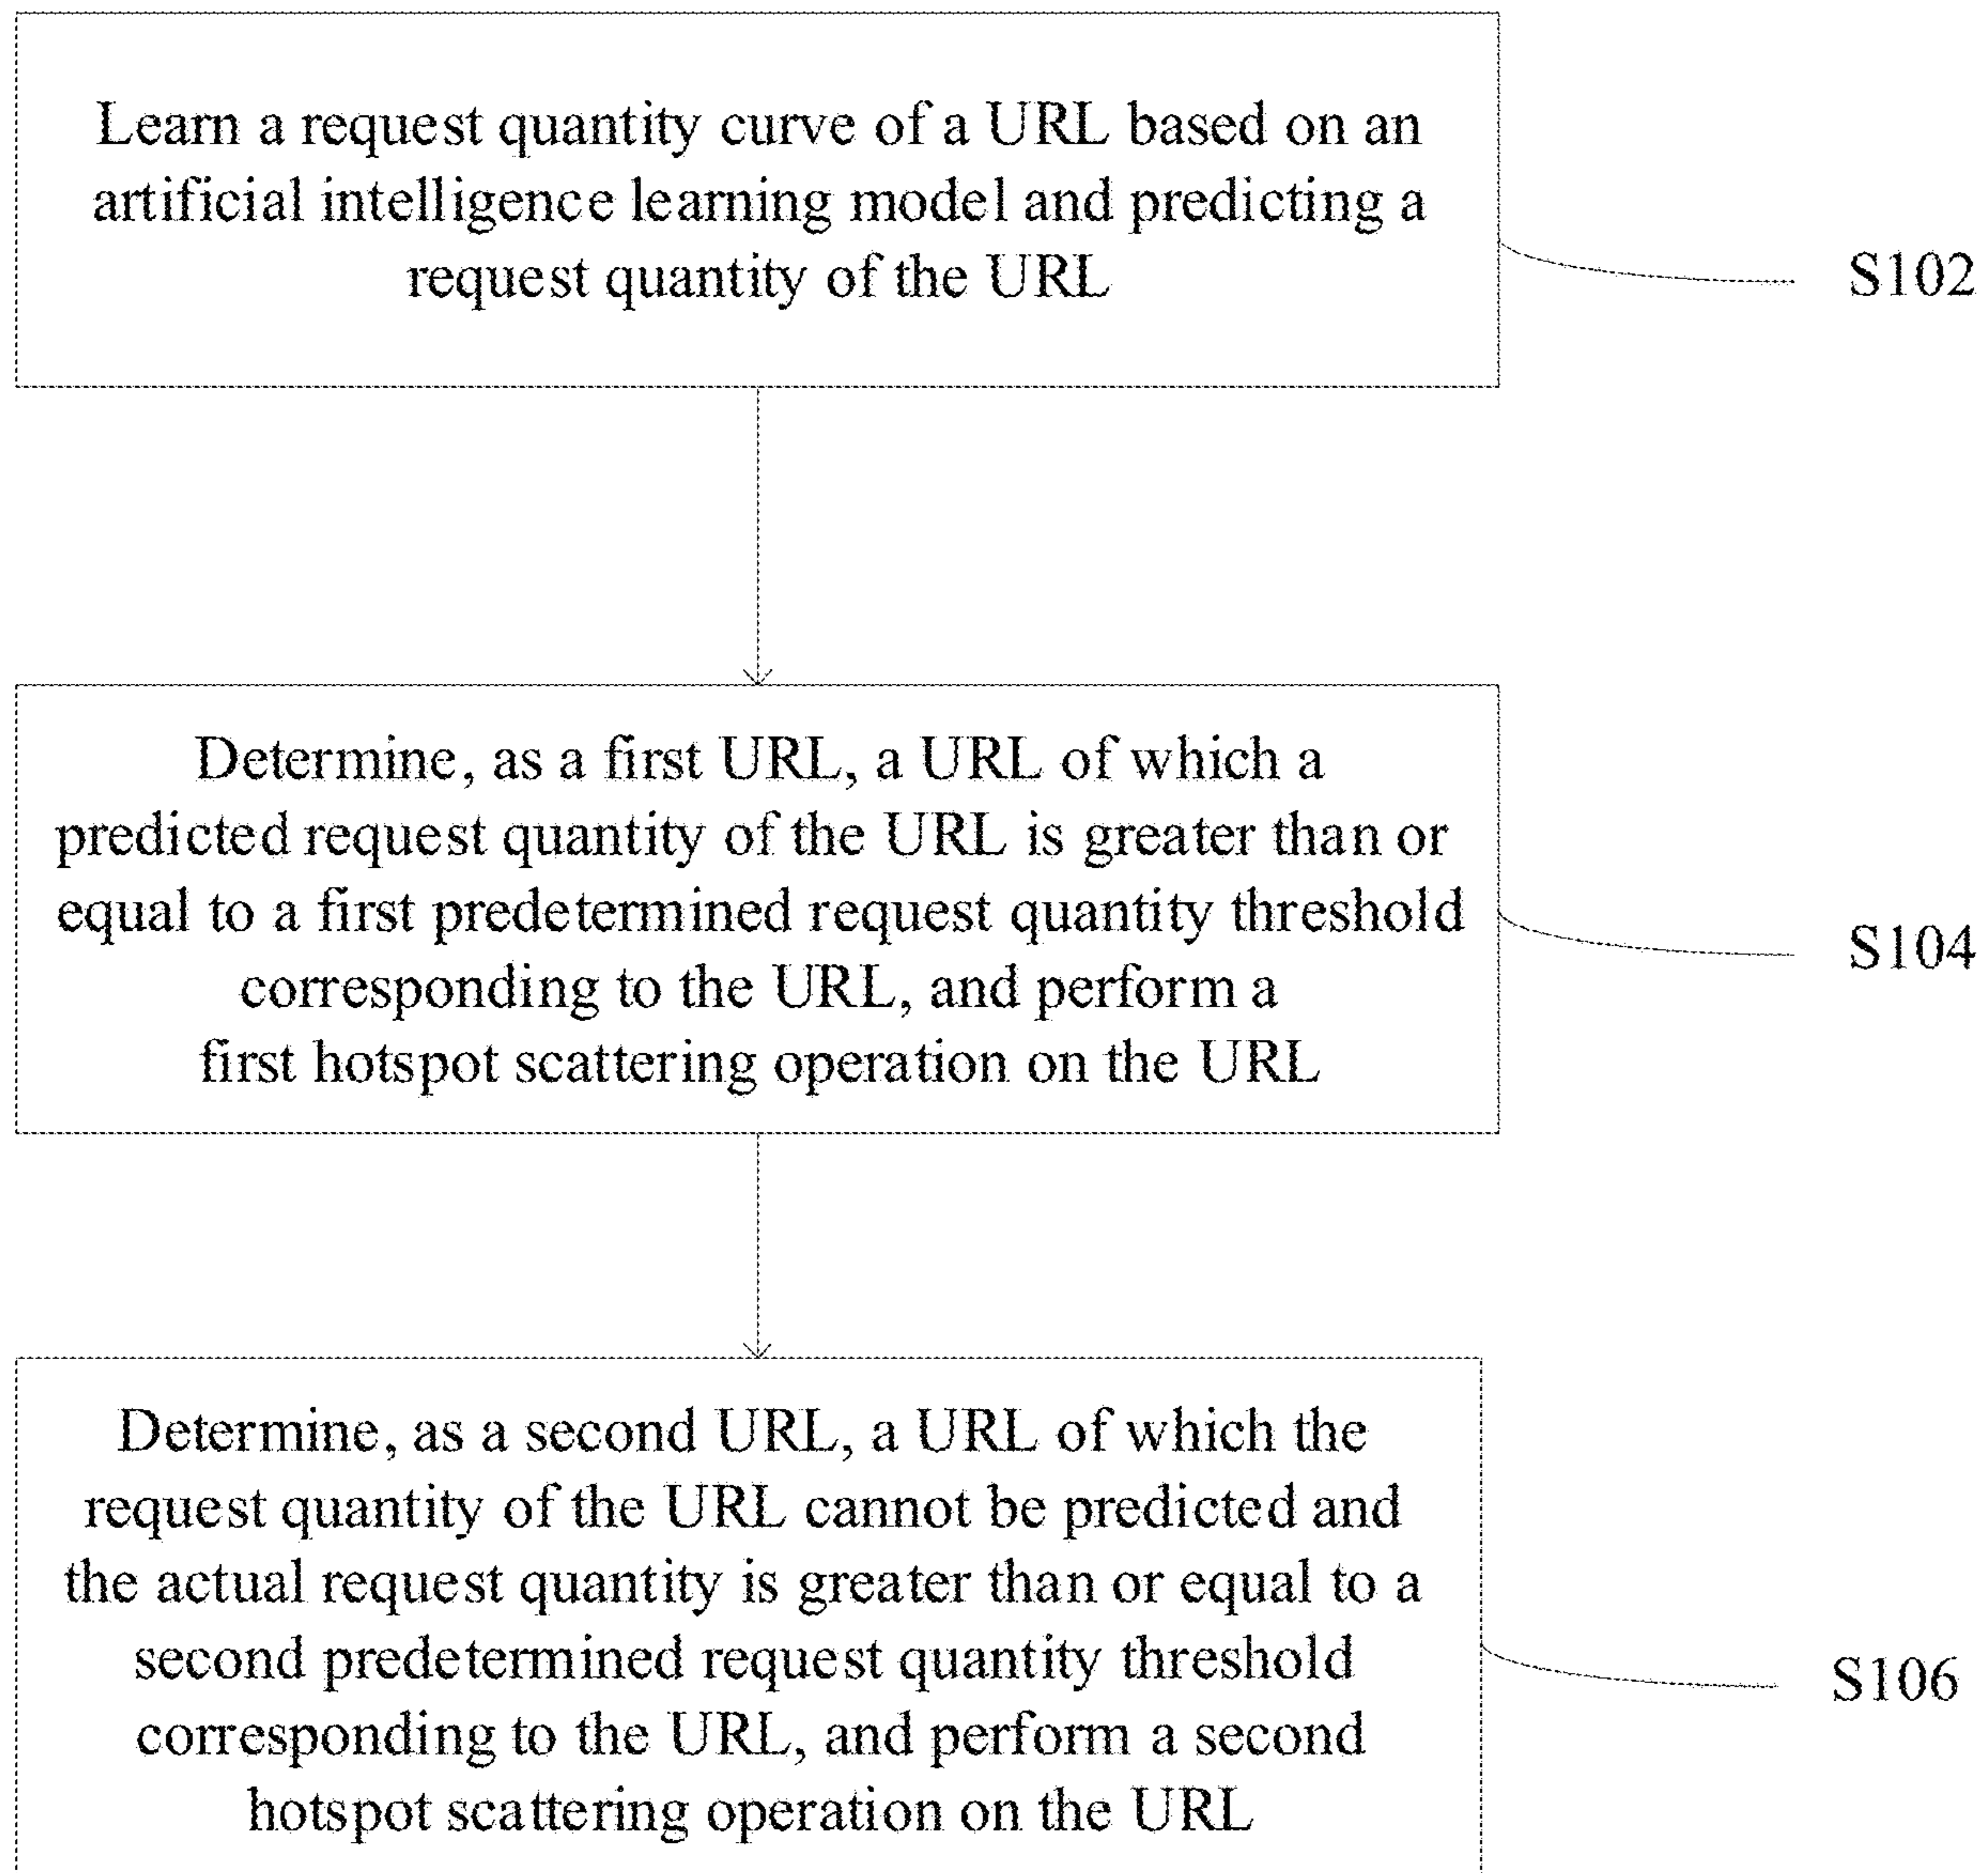 Learn a request quantity curve of a URL based on an
artificial intelligence learning model and predicting a
request quantity of the URL
S102
Determine, as a first URL, a URL of which a
predicted request quantity of the URL is greater than or
equal to a first predetermined request quantity threshold
corresponding to the URL, and perform a
first hotspot scattering operation on the URL
S104
Determine, as a second URL, a URL of which the
request quantity of the URL cannot be predicted and
the actual request quantity is greater than or equal to a
second predetermined request quantity threshold
corresponding to the URL, and perform a second
hotspot scattering operation on the URL
S106